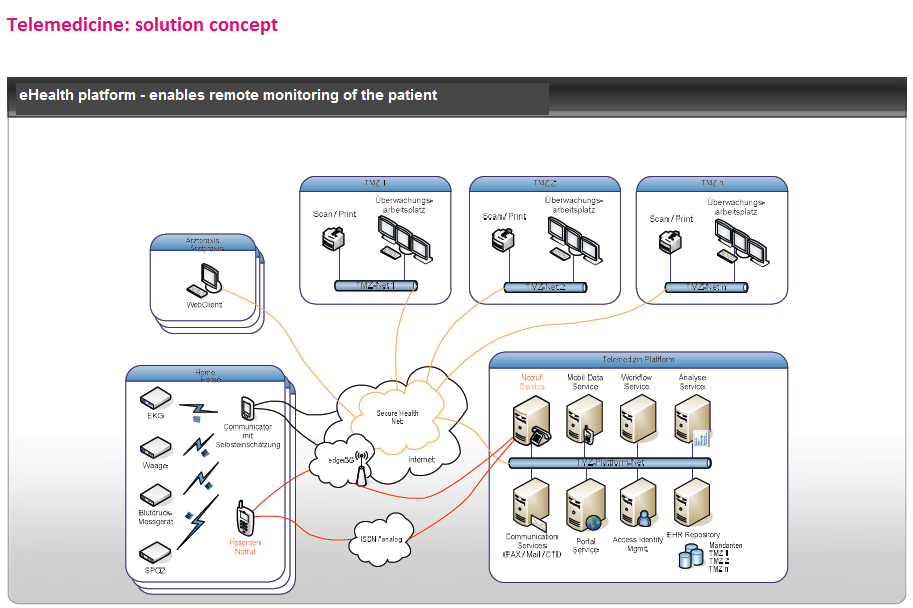 Telemedicine: solution concept
eHealth platform - enables remote monitoring of the patient
TMZ 1
Scan / Print
Überwachungs-
arbeitsplatz
TMZ-Net 1
TMZ 2
Scan / Print
Überwachungs-
arbeitsplatz
TMZ-Net 2
TMZ n
Scan / Print
Überwachungs-
arbeitsplatz
TMZ-Net n
Arztpraxis
Arztpraxis
WebClient
Home
Home
EKG
Waage
Blutdruck-
Messgerät
SPO2
Communicator
mit
Selbsteinschätzung
Patienten
Notruf
Secure Health
Net
Internet
edge/3G
ISDN / analog
Telemedizin Plattform
Notruf
Service
Mobil Data
Service
Workflow
Service
Analyse
Service
TMZ-Plattform-Net
Communication
Services
(FAX / Mail / CTI)
Portal
Service
Access Identity
Mgmt.
EHR Repository
Mandanten
TMZ 1
TMZ 2
TMZ n